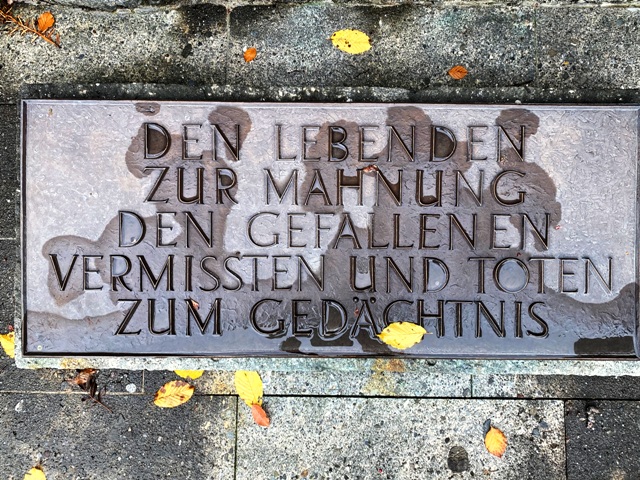 DEN LEBENDEN
ZUR MAHNUNG
DEN GEFALLENEN
VERMISSTEN UND TOTEN
ZUM GEDÄCHTNIS